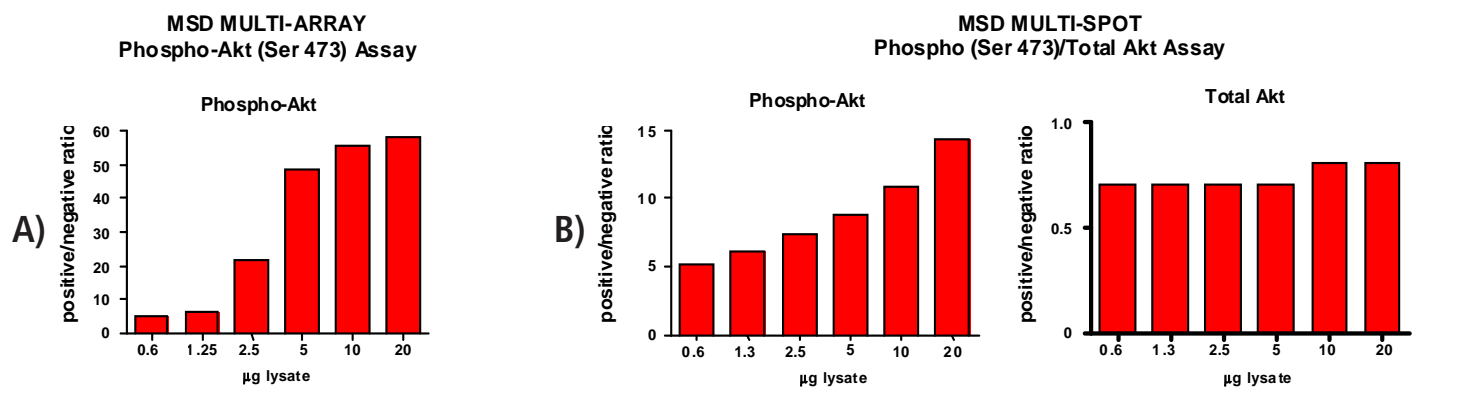 MSD MULTI-ARRAY
Phospho-Akt (Ser 473) Assay
A)
Phospho-Akt
positive/negative ratio
60
50
40
30
20
10
0
0.6 1.25 2.5 5 10 20
µg lysate
MSD MULTI-SPOT
Phospho (Ser 473)/Total Akt Assay
B)
Phospho-Akt
positive/negative ratio
15
10
5
0
0.6 1.3 2.5 5 10 20
µg lysate
Total Akt
positive/negative ratio
1.0
0.5
0
0.6 1.3 2.5 5 10 20
µg lysate